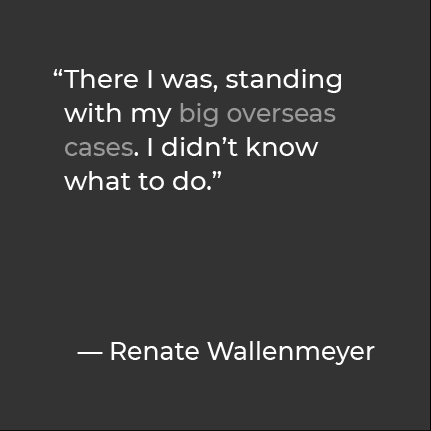 “There I was, standing
with my big overseas
cases. I didn’t know
what to do.”
— Renate Wallenmeyer